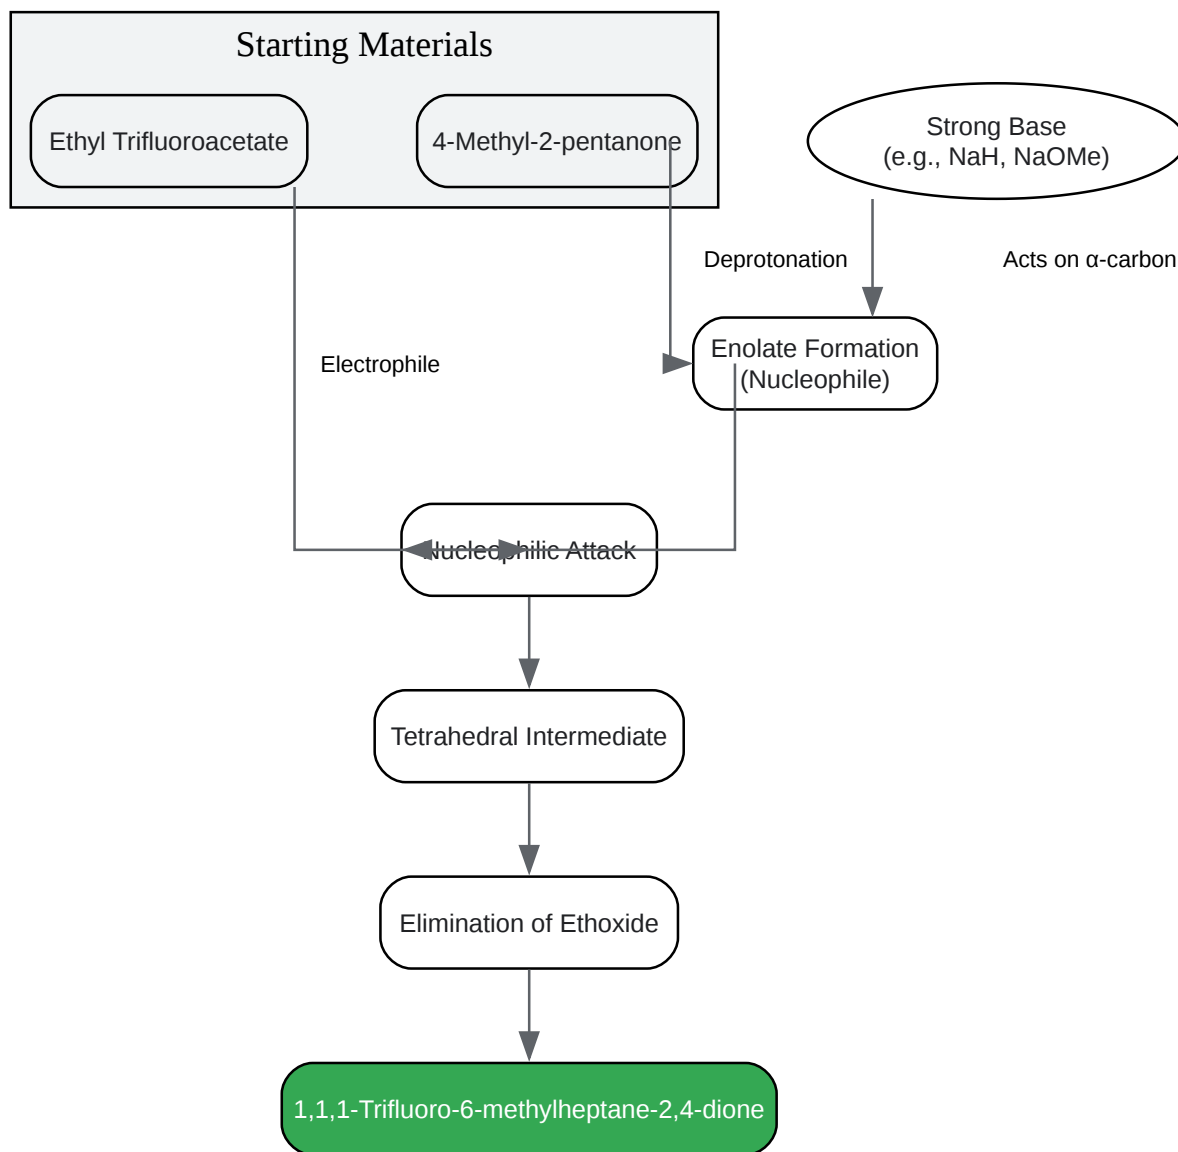 Starting Materials
Ethyl Trifluoroacetate
4-Methyl-2-pentanone
Strong Base
(e.g., NaH, NaOMe)
Deprotonation
Acts on α-carbon
Enolate Formation
(Nucleophile)
Electrophile
Nucleophilic Attack
Tetrahedral Intermediate
Elimination of Ethoxide
1,1,1-Trifluoro-6-methylheptane-2,4-dione